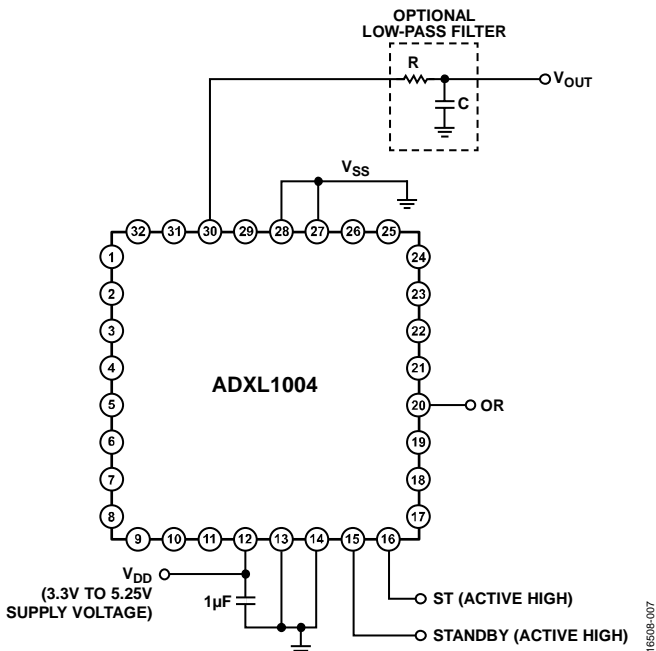 OPTIONAL
LOW-PASS FILTER
R
C
VOUT
VSS
32 31 30 29 28 27 26 25
1
2
3
4
5
6
7
8
24
23
22
21
20
19
18
17
ADXL1004
OR
9 10 11 12 13 14 15 16
VDD
(3.3V TO 5.25V
SUPPLY VOLTAGE)
1µF
ST (ACTIVE HIGH)
STANDBY (ACTIVE HIGH)
16508-007